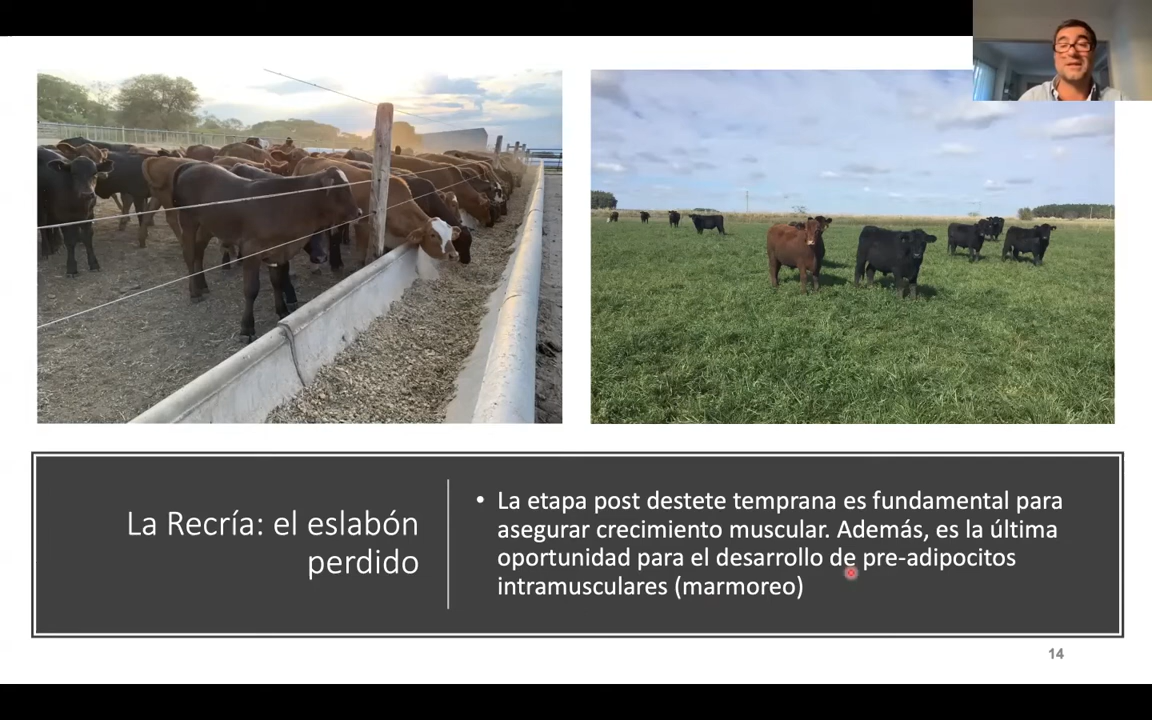 La Recría: el eslabón
perdido
• La etapa post destete temprana es fundamental para
asegurar crecimiento muscular. Además, es la última
oportunidad para el desarrollo de pre-adipocitos
intramusculares (marmoreo)
14